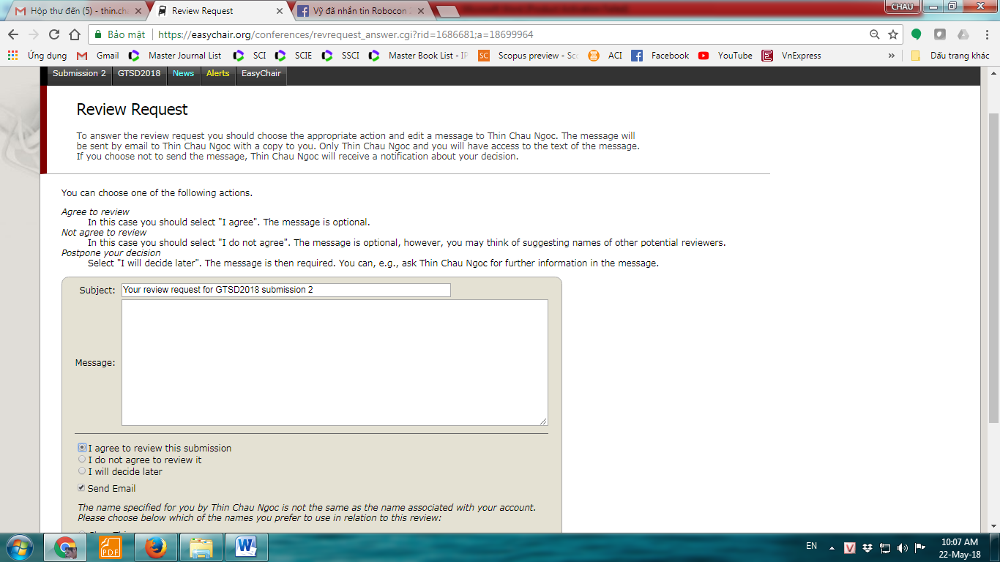 Hộp thư đến (5) - thin.ch
Review Request
Vỹ đã nhắn tin Robocon
CHAU
Bảo mật
https://easychair.org/conferences/revrequest_answer.cgi?rid=1686681;a=18699964
Ứng dụng
Gmail
Master Journal List
SCI
SCIE
SSCI
Master Book List - IP
SC
Scopus preview - Sc
ACI
Facebook
YouTube
VnExpress
»
Dấu trang khác
Submission 2
GTSD2018
News
Alerts
EasyChair
Review Request
To answer the review request you should choose the appropriate action and edit a message to Thin Chau Ngoc. The message will
be sent by email to Thin Chau Ngoc with a copy to you. Only Thin Chau Ngoc and you will have access to the text of the message.
If you choose not to send the message, Thin Chau Ngoc will receive a notification about your decision.
You can choose one of the following actions.
Agree to review
In this case you should select "I agree". The message is optional.
Not agree to review
In this case you should select "I do not agree". The message is optional, however, you may think of suggesting names of other potential reviewers.
Postpone your decision
Select "I will decide later". The message is then required. You can, e.g., ask Thin Chau Ngoc for further information in the message.
Subject:
Your review request for GTSD2018 submission 2
Message:
I agree to review this submission
I do not agree to review it
I will decide later
Send Email
The name specified for you by Thin Chau Ngoc is not the same as the name associated with your account.
Please choose below which of the names you prefer to use in relation to this review:
PDF
EN
10:07 AM
22-May-18